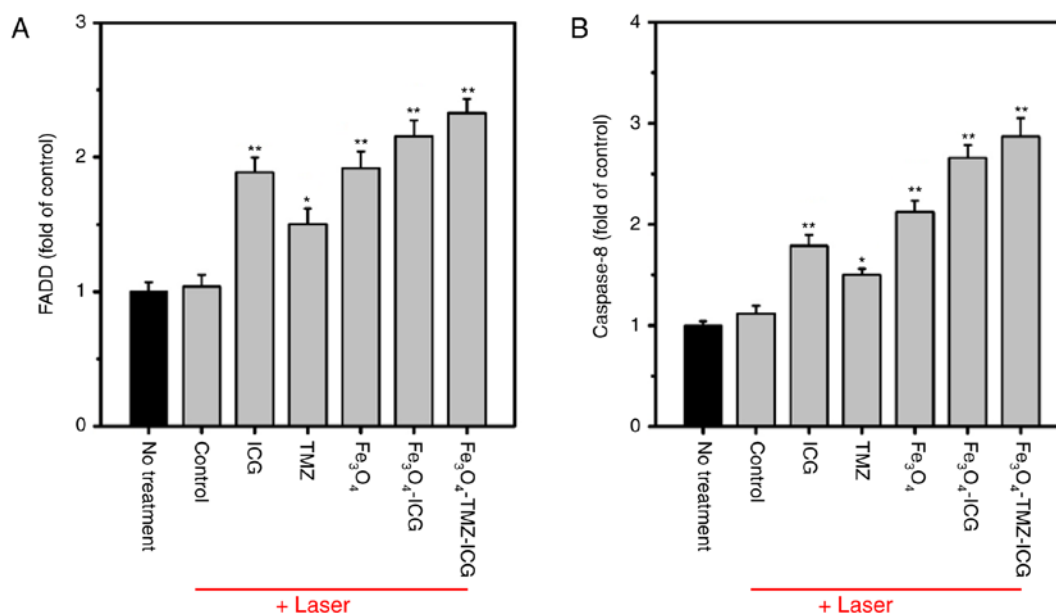 A
3
2
1
0
FADD (fold of control)
**
*
**
**
**
No treatment
Control
ICG
TMZ
Fe₃O₄
Fe₃O₄-ICG
Fe₃O₄-TMZ-ICG
+ Laser
B
4
3
2
1
0
Caspase-8 (fold of control)
**
*
**
**
**
No treatment
Control
ICG
TMZ
Fe₃O₄
Fe₃O₄-ICG
Fe₃O₄-TMZ-ICG
+ Laser